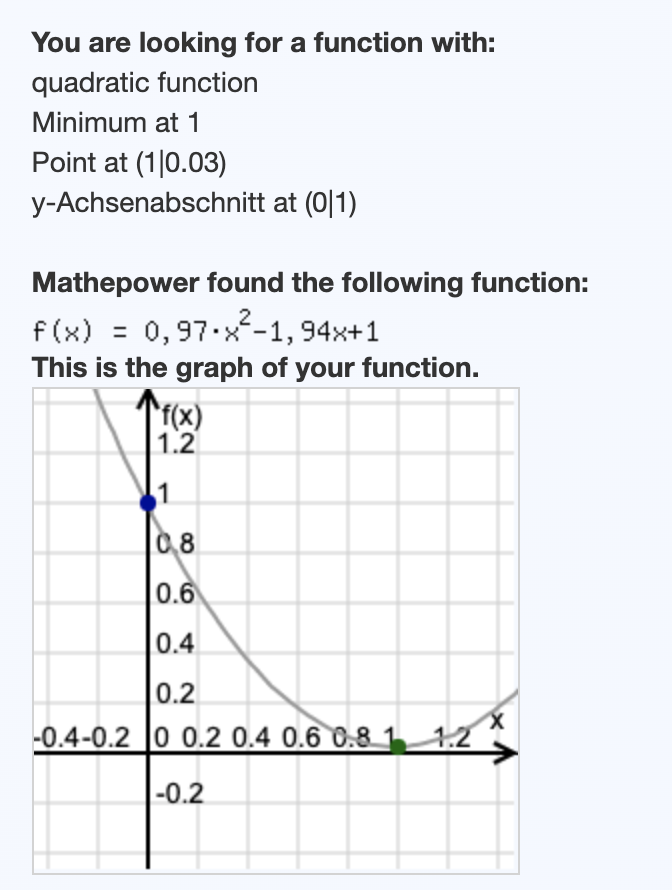 You are looking for a function with:
quadratic function
Minimum at 1
Point at (1|0.03)
y-Achsenabschnitt at (0|1)
Mathepower found the following function:
f(x) = 0,97·x²-1,94x+1
This is the graph of your function.
f(x)
1.2
1
0.8
0.6
0.4
0.2
-0.4 -0.2 0 0.2 0.4 0.6 0.8 1 1.2 x
-0.2